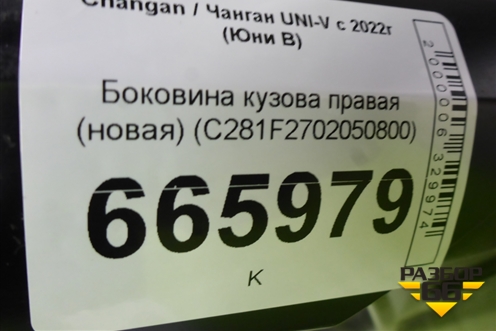 Changan / Чанган UNI-V с 2022г
(Юни В)
Боковина кузова правая
(новая) (C281F2702050800)
665979
К
2000006329974
РАЗБОР
66